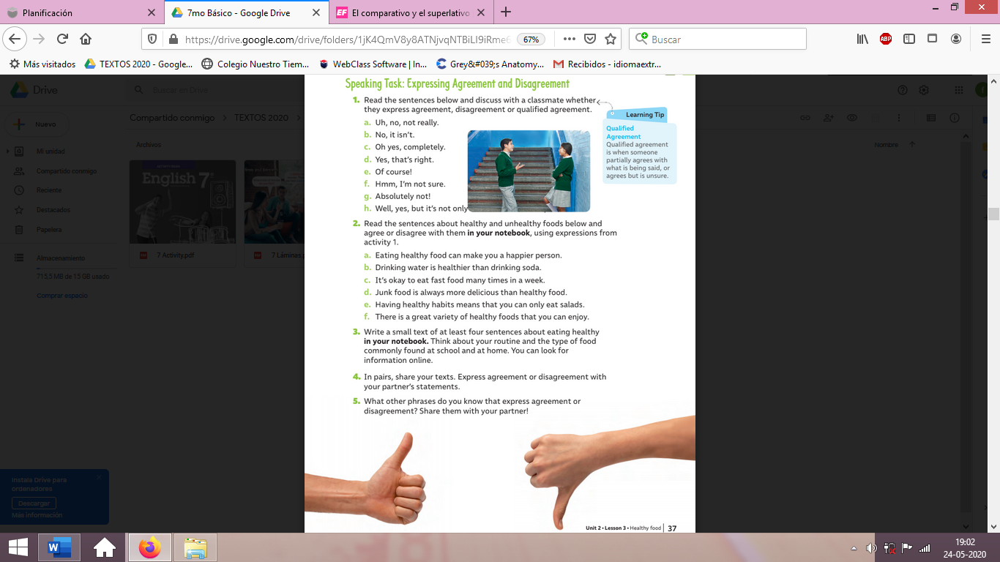 Planificación
7mo Básico - Google Drive
EF El comparativo y el superlativo
https://drive.google.com/drive/folders/1jK4QmV8y8ATNjvqNTBiLI9iRme6
67%
Buscar
ABP
Más visitados
TEXTOS 2020 - Google...
Colegio Nuestro Tiem...
WebClass Software | In...
Grey&#039;s Anatomy...
Recibidos - idiomaextr...
Drive
Buscar en Drive
Nuevo
Compartido conmigo
TEXTOS 2020
Mi unidad
Compartido conmigo
Reciente
Destacados
Papelera
Almacenamiento
715,5 MB de 15 GB usado
Comprar espacio
Archivos
Nombre
English 7°
7 Activity.pdf
7 Láminas.
Instala Drive para
ordenadores
Descargar
Más información
Speaking Task: Expressing Agreement and Disagreement
1. Read the sentences below and discuss with a classmate whether
they express agreement, disagreement or qualified agreement.
a. Uh, no, not really.
b. No, it isn't.
c. Oh yes, completely.
d. Yes, that's right.
e. Of course!
f. Hmm, I'm not sure.
g. Absolutely not!
h. Well, yes, but it's not only
Learning Tip
Qualified
Agreement
Qualified agreement
is when someone
partially agrees with
what is being said, or
agrees but is unsure.
2. Read the sentences about healthy and unhealthy foods below and
agree or disagree with them in your notebook, using expressions from
activity 1.
a. Eating healthy food can make you a happier person.
b. Drinking water is healthier than drinking soda.
c. It's okay to eat fast food many times in a week.
d. Junk food is always more delicious than healthy food.
e. Having healthy habits means that you can only eat salads.
f. There is a great variety of healthy foods that you can enjoy.
3. Write a small text of at least four sentences about eating healthy
in your notebook. Think about your routine and the type of food
commonly found at school and at home. You can look for
information online.
4. In pairs, share your texts. Express agreement or disagreement with
your partner's statements.
5. What other phrases do you know that express agreement or
disagreement? Share them with your partner!
Unit 2 • Lesson 3 • Healthy food 37
19:02
24-05-2020